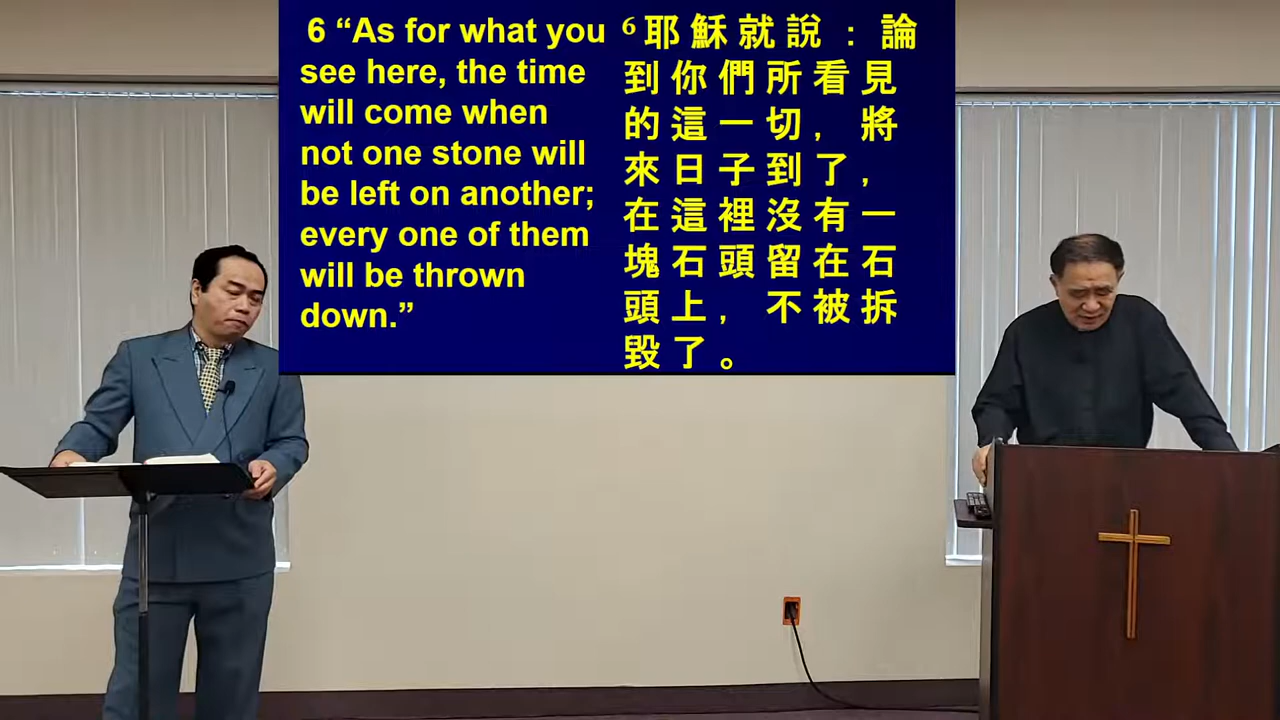 6 “As for what you
see here, the time
will come when
not one stone will
be left on another;
every one of them
will be thrown
down.”
⁶耶穌就說：論
到你們所看見
的這一切，將
來日子到了，
在這裡沒有一
塊石頭留在石
頭上，不被拆
毀了。